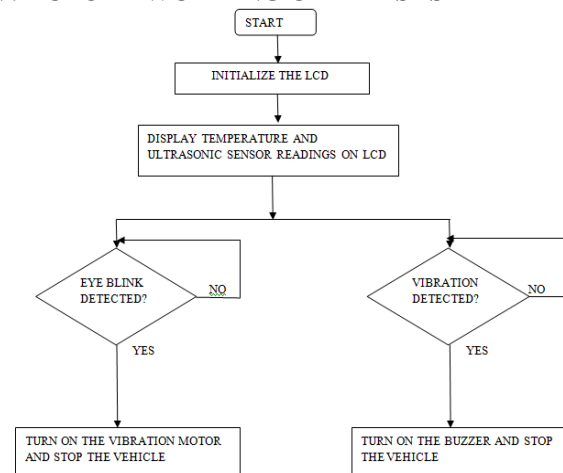 START
INITIALIZE THE LCD
DISPLAY TEMPERATURE AND
ULTRASONIC SENSOR READINGS ON LCD
EYE BLINK
DETECTED?
NO
YES
VIBRATION
DETECTED?
NO
YES
TURN ON THE VIBRATION MOTOR
AND STOP THE VEHICLE
TURN ON THE BUZZER AND STOP
THE VEHICLE